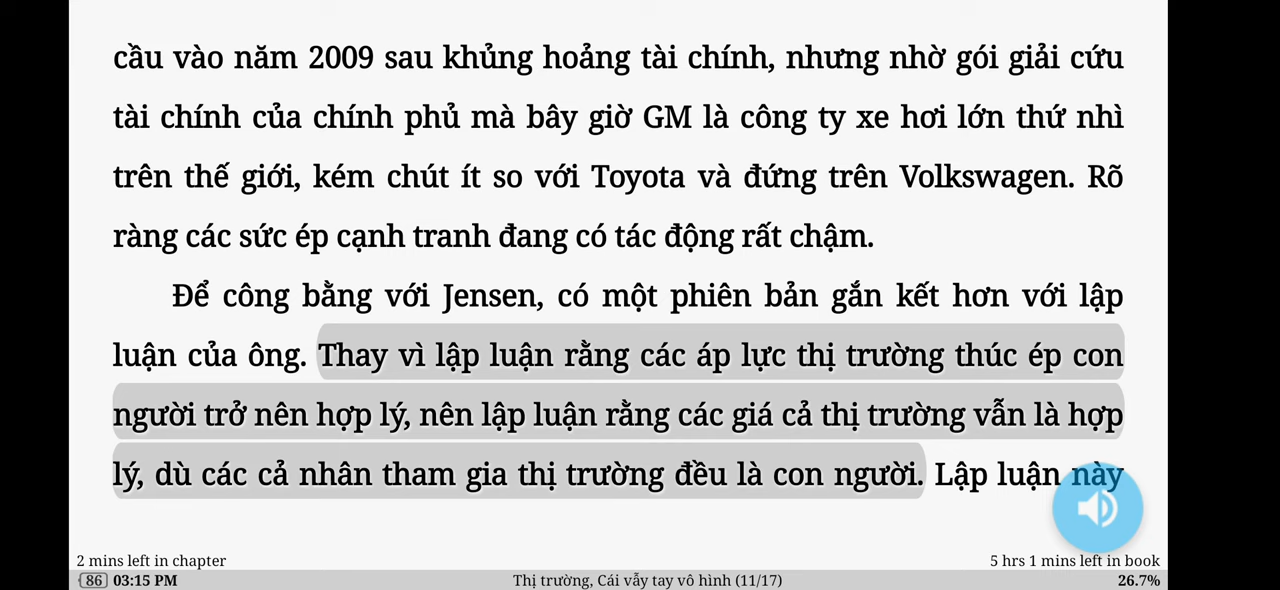 cầu vào năm 2009 sau khủng hoảng tài chính, nhưng nhờ gói giải cứu
tài chính của chính phủ mà bây giờ GM là công ty xe hơi lớn thứ nhì
trên thế giới, kém chút ít so với Toyota và đứng trên Volkswagen. Rõ
ràng các sức ép cạnh tranh đang có tác động rất chậm.
Để công bằng với Jensen, có một phiên bản gắn kết hơn với lập
luận của ông. Thay vì lập luận rằng các áp lực thị trường thúc ép con
người trở nên hợp lý, nên lập luận rằng các giá cả thị trường vẫn là hợp
lý, dù các cả nhân tham gia thị trường đều là con người. Lập luận này
2 mins left in chapter
5 hrs 1 mins left in book
86 03:15 PM
Thị trường, Cái vẫy tay vô hình (11/17)
26.7%